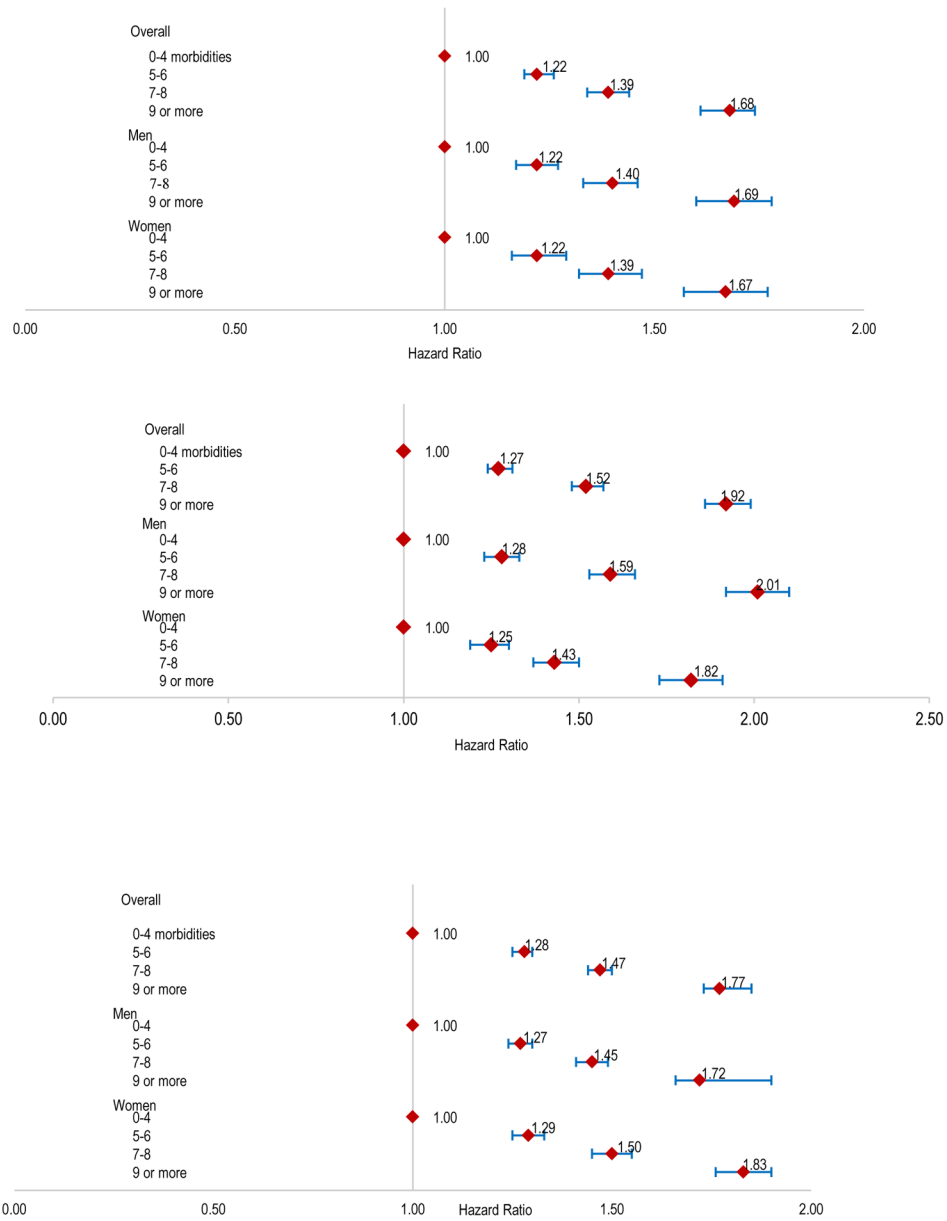 Overall
0-4 morbidities 1.00
5-6 1.22
7-8 1.39
9 or more 1.68
Men
0-4 1.00
5-6 1.22
7-8 1.40
9 or more 1.69
Women
0-4 1.00
5-6 1.22
7-8 1.39
9 or more 1.67
0.00 0.50 1.00 1.50 2.00
Hazard Ratio
Overall
0-4 morbidities 1.00
5-6 1.27
7-8 1.52
9 or more 1.92
Men
0-4 1.00
5-6 1.28
7-8 1.59
9 or more 2.01
Women
0-4 1.00
5-6 1.25
7-8 1.43
9 or more 1.82
0.00 0.50 1.00 1.50 2.00 2.50
Hazard Ratio
Overall
0-4 morbidities 1.00
5-6 1.28
7-8 1.47
9 or more 1.77
Men
0-4 1.00
5-6 1.27
7-8 1.45
9 or more 1.72
Women
0-4 1.00
5-6 1.29
7-8 1.50
9 or more 1.83
0.00 0.50 1.00 Hazard Ratio 1.50 2.00